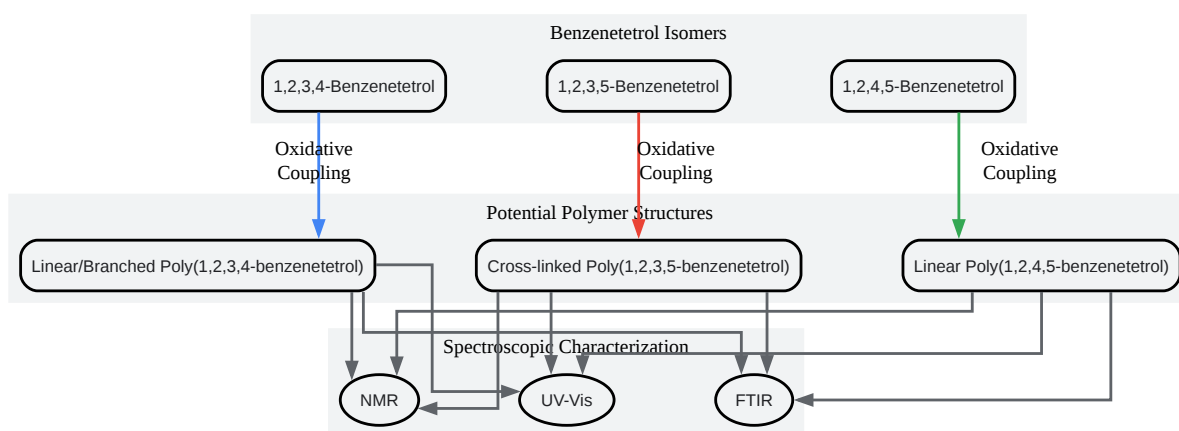 Benzenetetrol Isomers
1,2,3,4-Benzenetetrol
1,2,3,5-Benzenetetrol
1,2,4,5-Benzenetetrol
Oxidative
Coupling
Oxidative
Coupling
Oxidative
Coupling
Potential Polymer Structures
Linear/Branched Poly(1,2,3,4-benzenetetrol)
Cross-linked Poly(1,2,3,5-benzenetetrol)
Linear Poly(1,2,4,5-benzenetetrol)
Spectroscopic Characterization
NMR
UV-Vis
FTIR